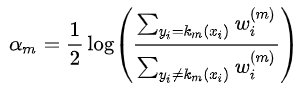 α_m = \frac{1}{2} \log \left( \frac{\sum_{y_i = k_m(x_i)} w_i^{(m)}}{\sum_{y_i \neq k_m(x_i)} w_i^{(m)}} \right)